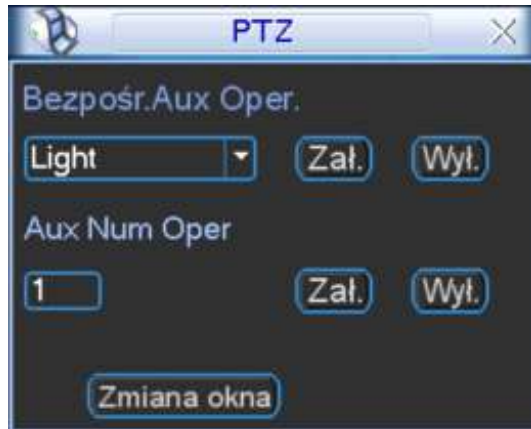 PTZ
Bezpośr.Aux Oper.
Light Zał. Wył.
Aux Num Oper
1 Zał. Wył.
Zmiana okna